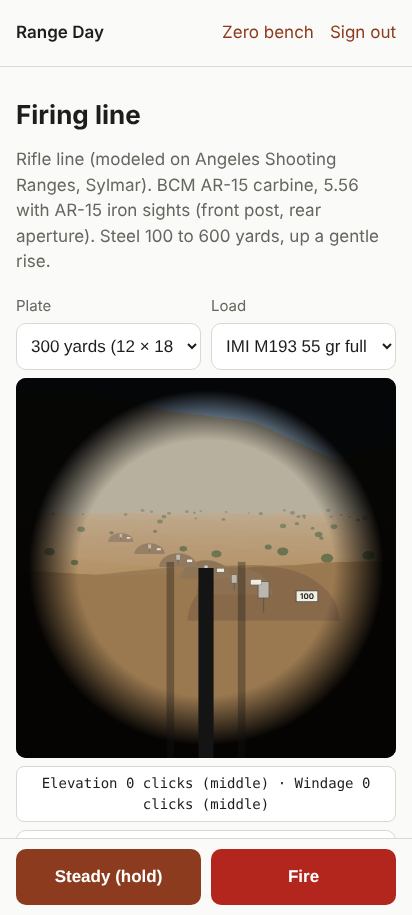 Range Day
Zero bench
Sign out
Firing line
Rifle line (modeled on Angeles Shooting
Ranges, Sylmar). BCM AR-15 carbine, 5.56
with AR-15 iron sights (front post, rear
aperture). Steel 100 to 600 yards, up a gentle
rise.
Plate
Load
300 yards (12 × 18
IMI M193 55 gr full
100
Elevation 0 clicks (middle) · Windage 0
clicks (middle)
Steady (hold)
Fire